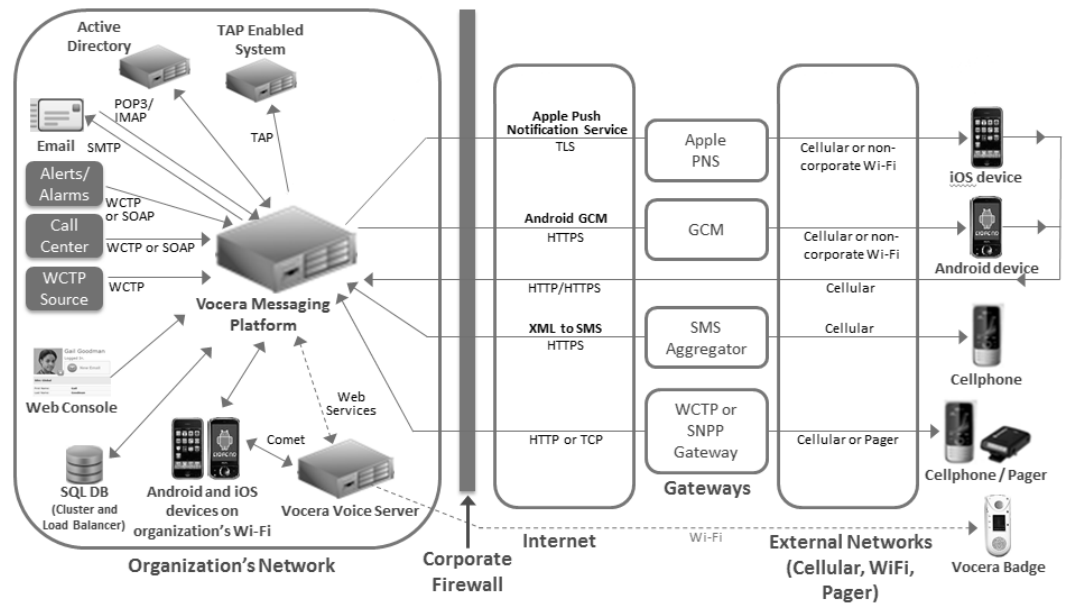 Active
Directory
TAP Enabled
System
POP3/
IMAP
Email
SMTP
TAP
Alerts/
Alarms
WCTP
or SOAP
Call
Center
WCTP or SOAP
WCTP
Source
WCTP
Vocera Messaging
Platform
Gail Goodman
Web Console
Web
Services
Comet
SQL DB
(Cluster and
Load Balancer)
Android and iOS
devices on
organization's Wi-Fi
Vocera Voice Server
Organization's Network
Corporate
Firewall
Apple Push
Notification Service
TLS
Apple
PNS
Cellular or non-
corporate Wi-Fi
iOS device
Android GCM
HTTPS
GCM
Cellular or non-
corporate Wi-Fi
Android device
HTTP/HTTPS
Cellular
XML to SMS
HTTPS
SMS
Aggregator
Cellular
Cellphone
HTTP or TCP
WCTP or
SNPP
Gateway
Cellular or Pager
Cellphone / Pager
Gateways
Internet
Wi-Fi
External Networks
(Cellular, WiFi,
Pager)
Vocera Badge